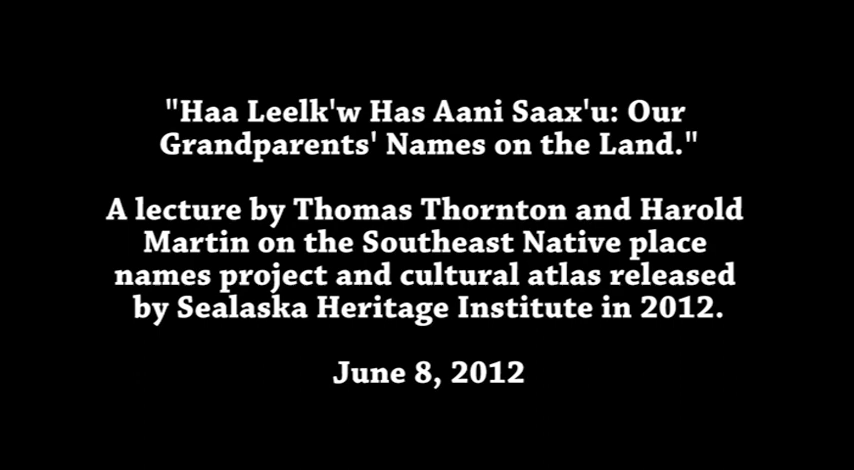 "Haa Leelk'w Has Aani Saax'u: Our
Grandparents' Names on the Land."
A lecture by Thomas Thornton and Harold
Martin on the Southeast Native place
names project and cultural atlas released
by Sealaska Heritage Institute in 2012.
June 8, 2012